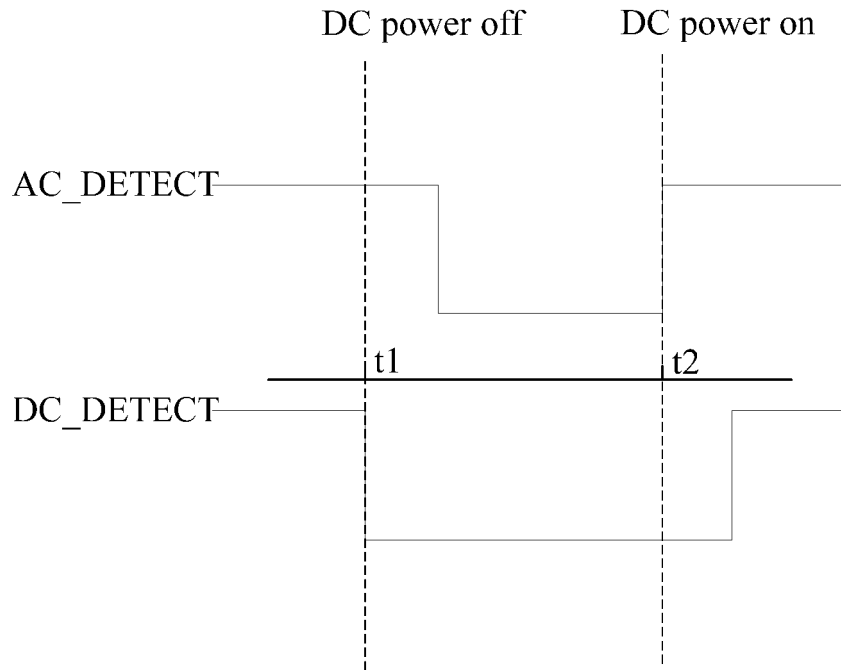 DC power off
DC power on
AC_DETECT
t1
t2
DC_DETECT